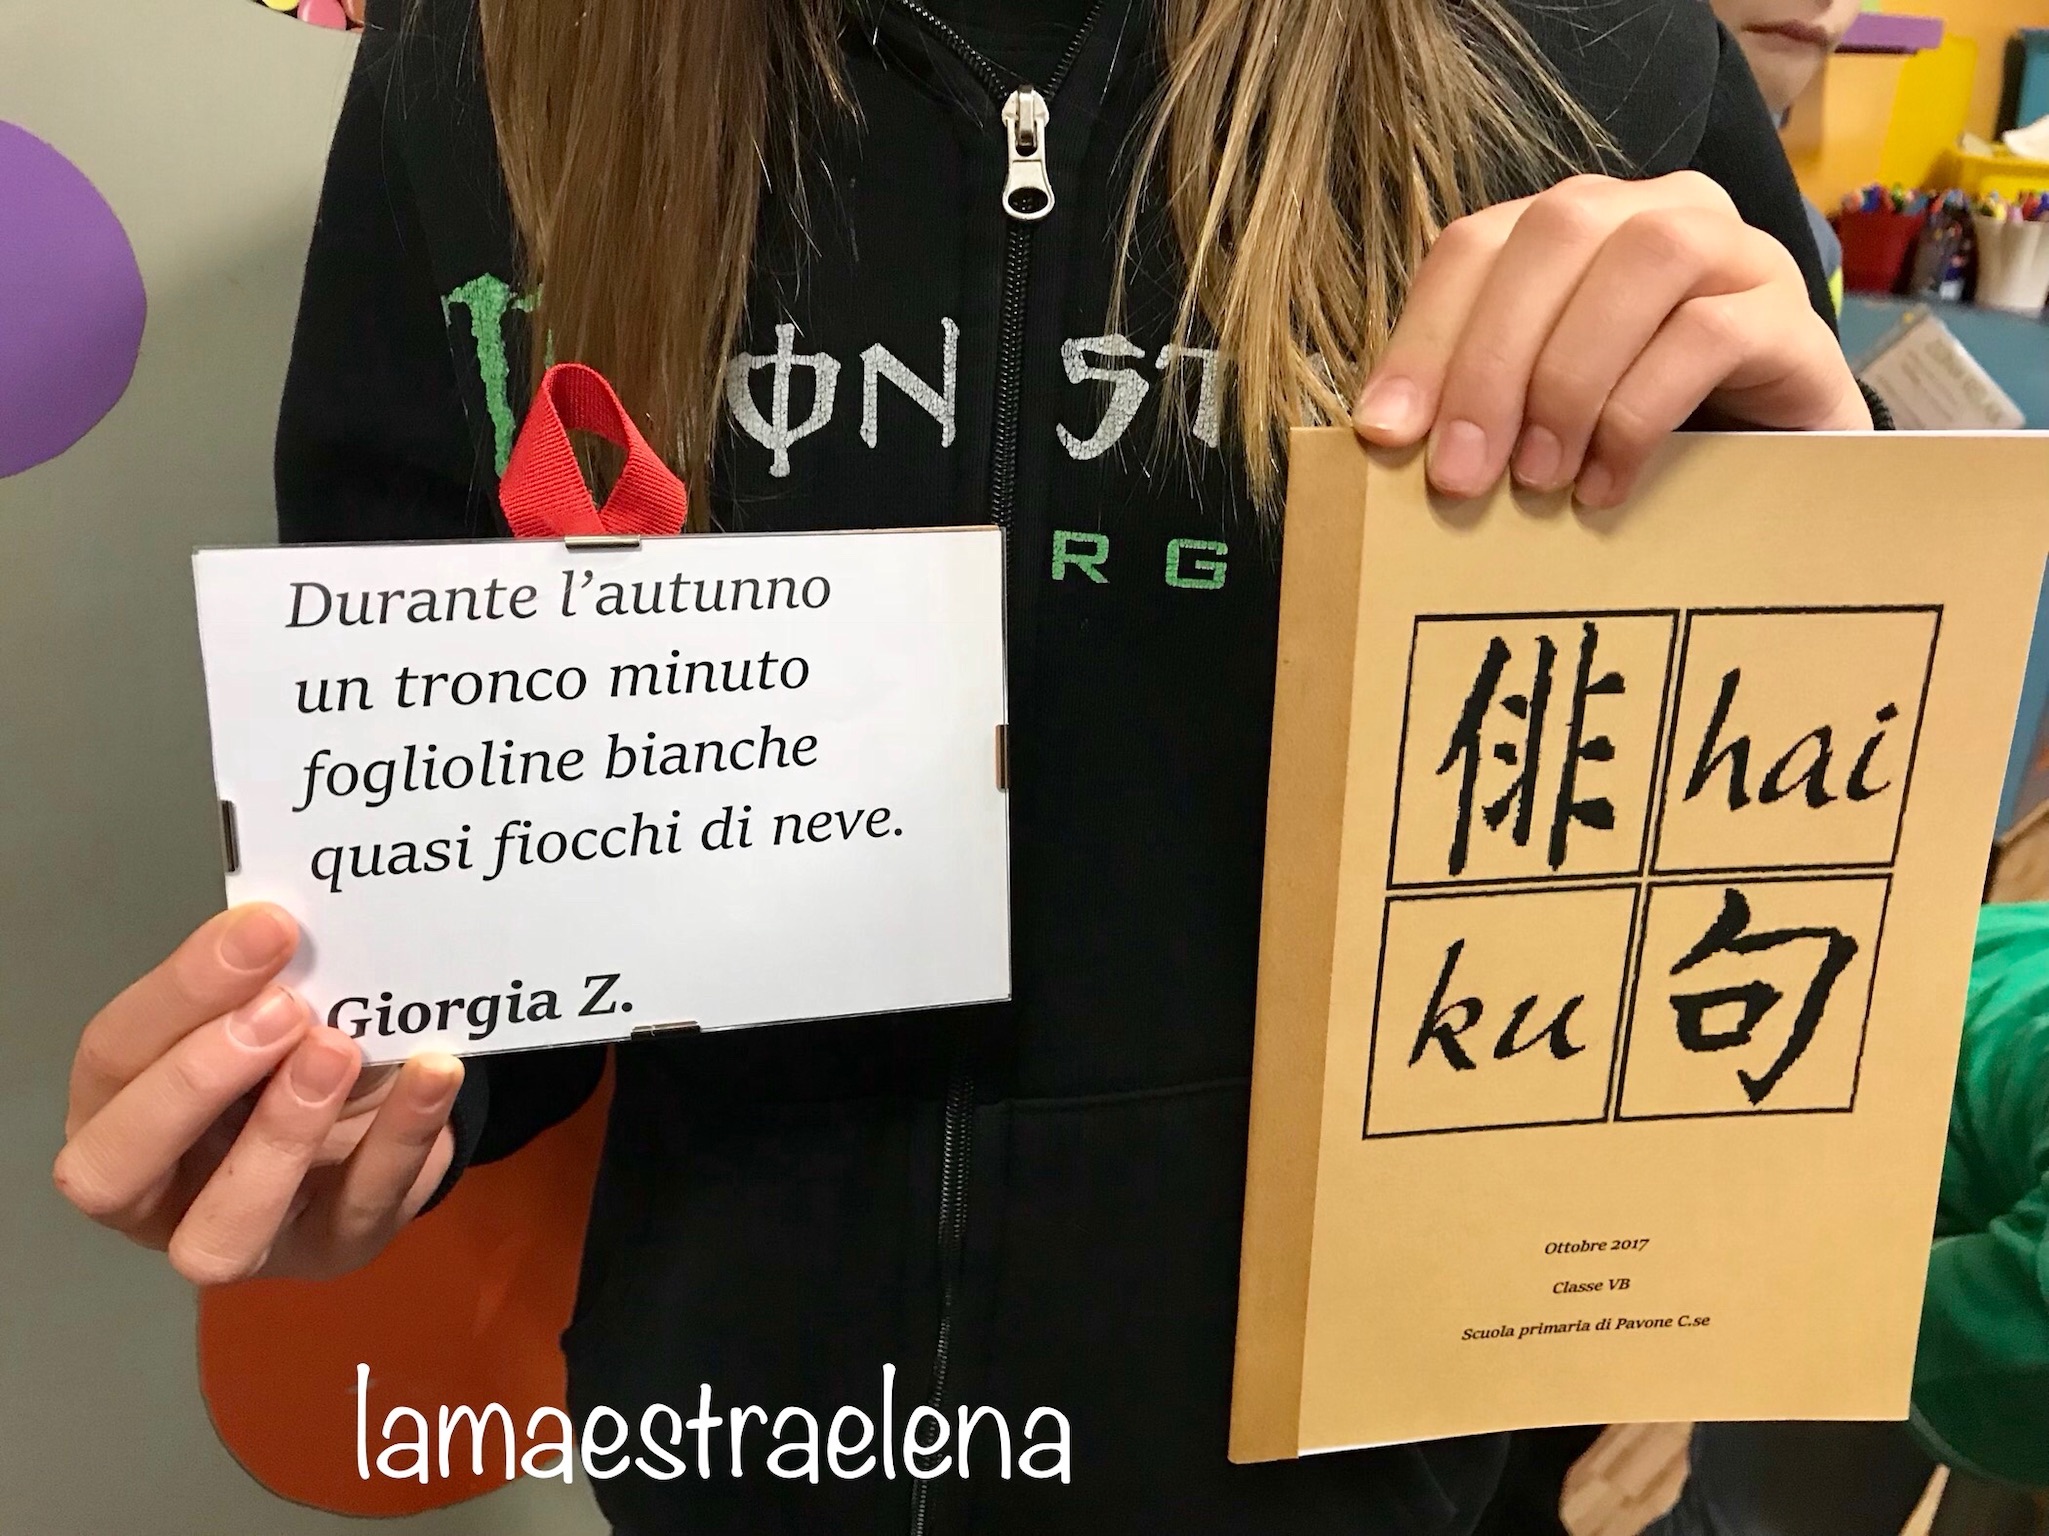 Durante l'autunno
un tronco minuto
foglioline bianche
quasi fiocchi di neve.
Giorgia Z.
俳 hai
ku 句
Ottobre 2017
Classe VB
Scuola primaria di Pavone C.se
lamaestraelena